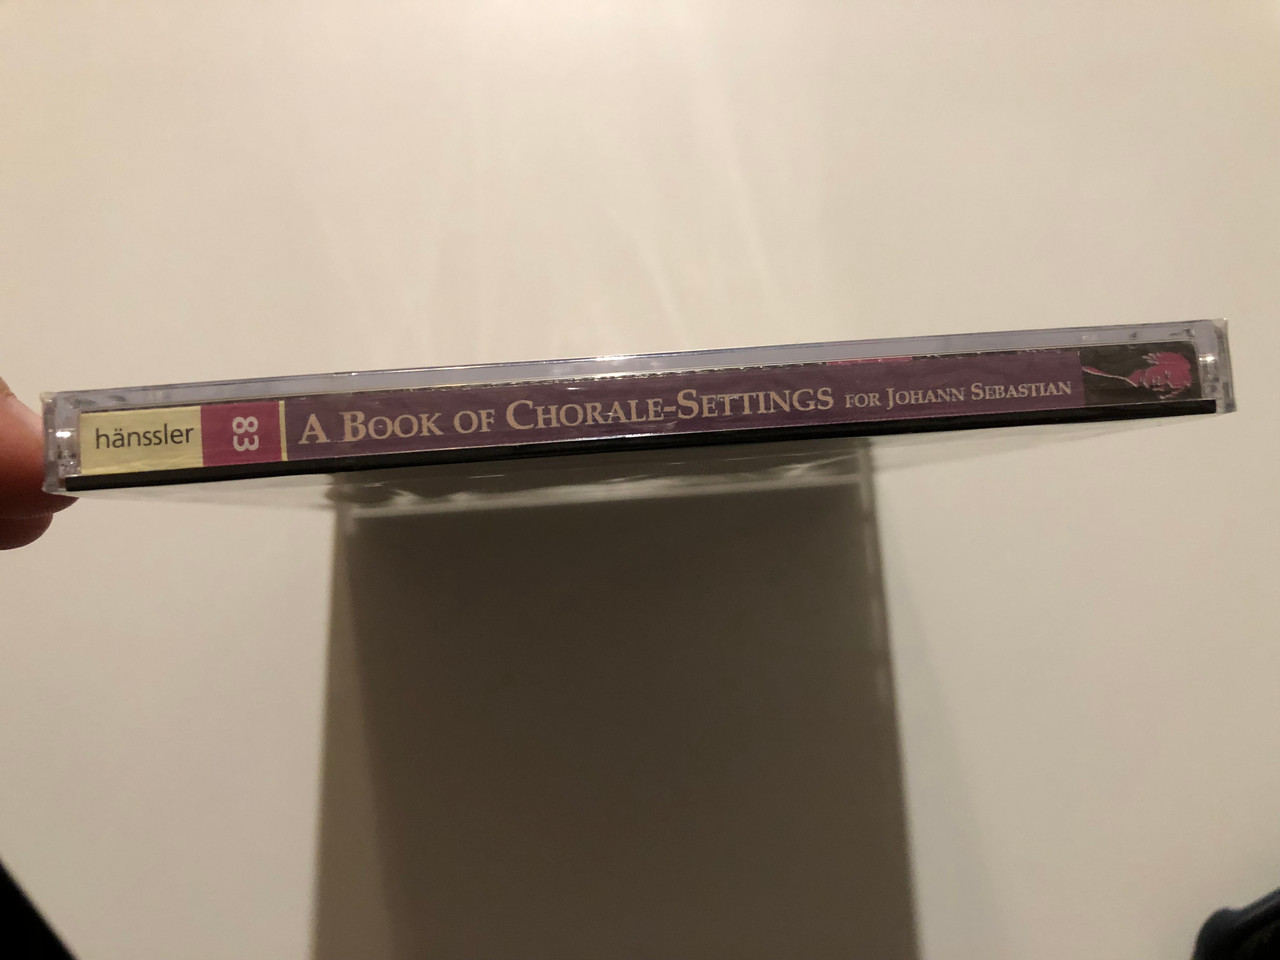 hänssler
83
A BOOK OF CHORALE-SETTINGS FOR JOHANN SEBASTIAN